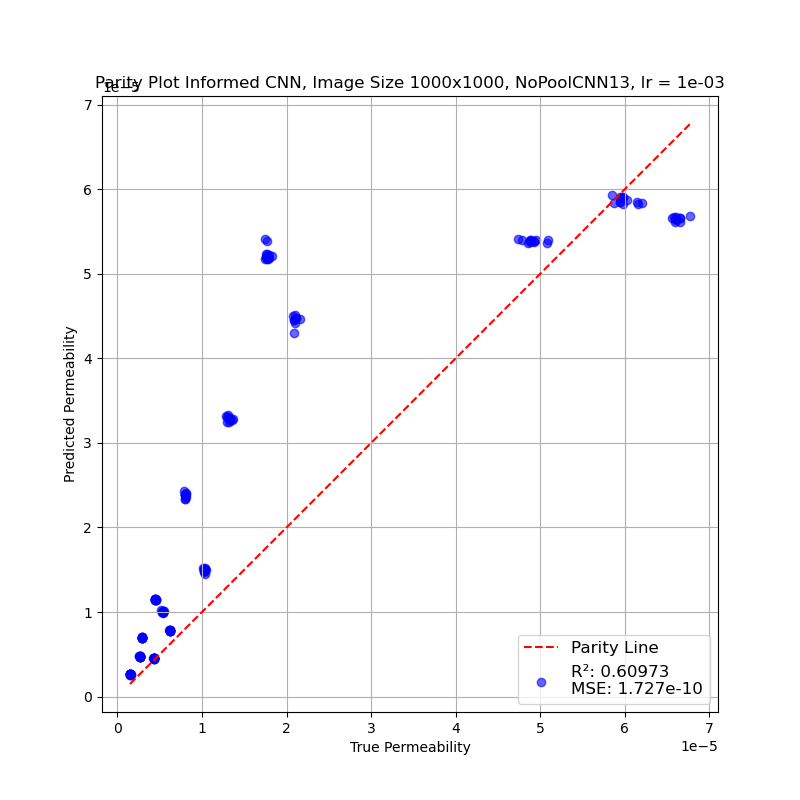 Parity Plot Informed CNN, Image Size 1000x1000, NoPoolCNN13, lr = 1e-03
1e−5
7
6
5
4
3
2
1
0
Predicted Permeability
Parity Line
R²: 0.60973
MSE: 1.727e-10
0 1 2 3 4 5 6 7
1e−5
True Permeability